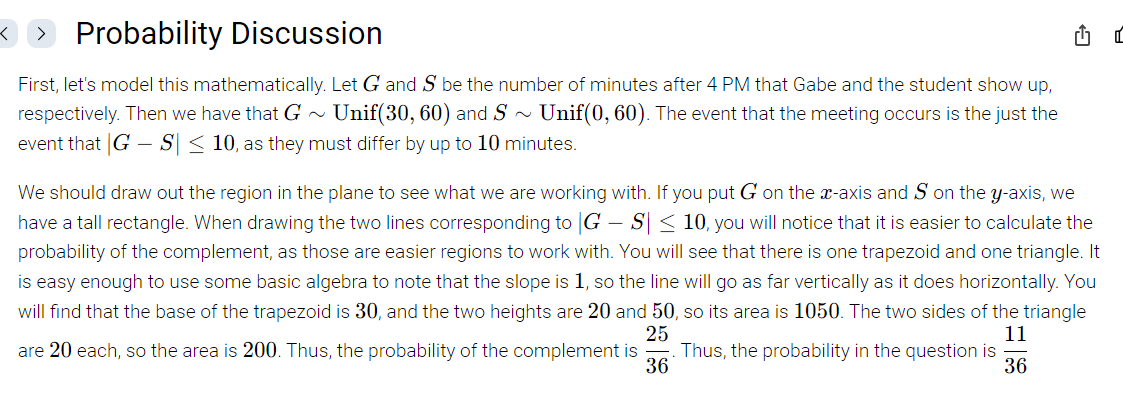 Probability Discussion
First, let's model this mathematically. Let G and S be the number of minutes after 4 PM that Gabe and the student show up,
respectively. Then we have that G ∼ Unif(30, 60) and S ∼ Unif(0, 60). The event that the meeting occurs is the just the
event that |G − S| ≤ 10, as they must differ by up to 10 minutes.
We should draw out the region in the plane to see what we are working with. If you put G on the x-axis and S on the y-axis, we
have a tall rectangle. When drawing the two lines corresponding to |G − S| ≤ 10, you will notice that it is easier to calculate the
probability of the complement, as those are easier regions to work with. You will see that there is one trapezoid and one triangle. It
is easy enough to use some basic algebra to note that the slope is 1, so the line will go as far vertically as it does horizontally. You
will find that the base of the trapezoid is 30, and the two heights are 20 and 50, so its area is 1050. The two sides of the triangle
are 20 each, so the area is 200. Thus, the probability of the complement is 25/36. Thus, the probability in the question is 11/36